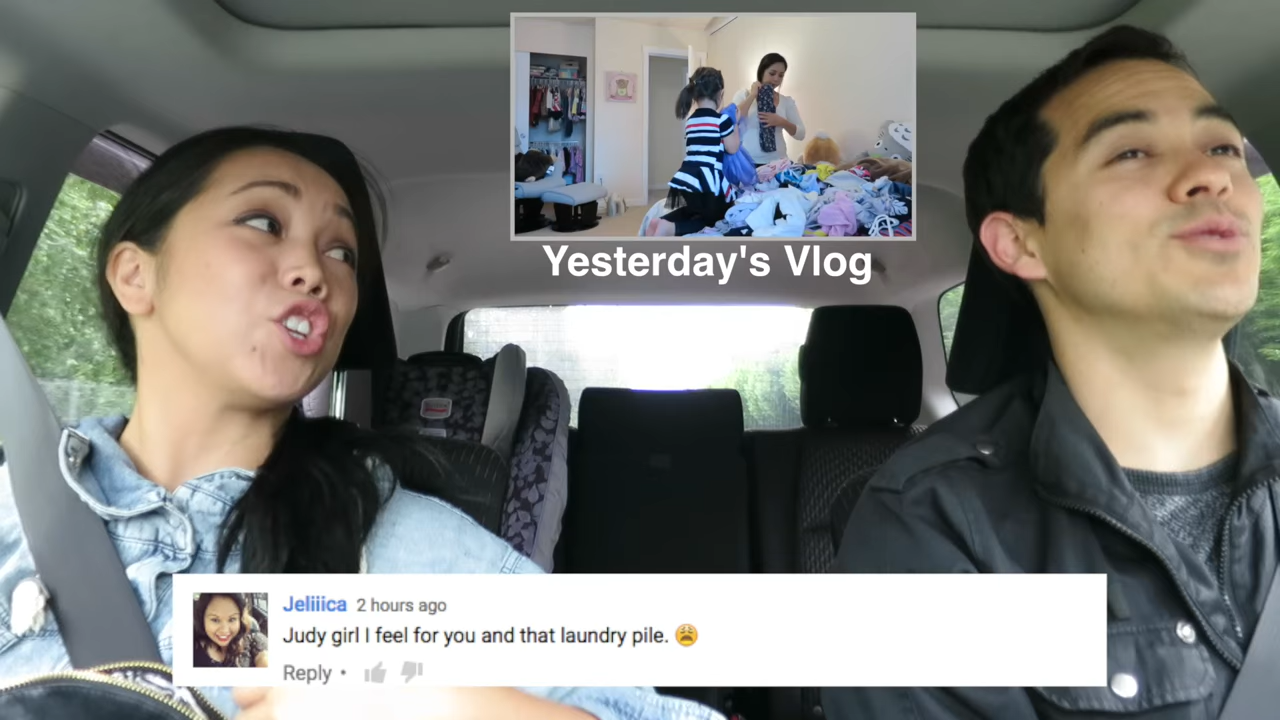 Yesterday's Vlog
Jeliiica 2 hours ago
Judy girl I feel for you and that laundry pile. 😩
Reply •